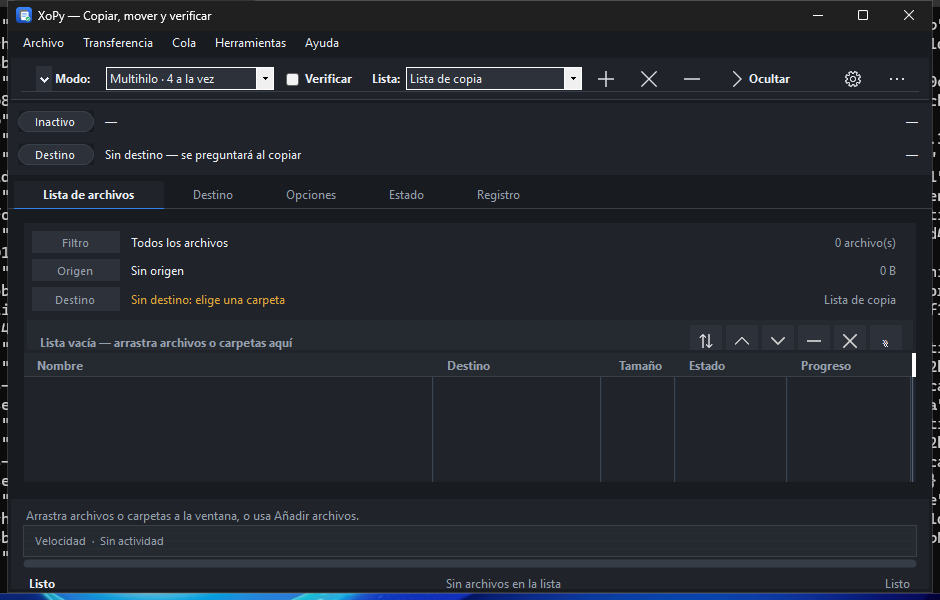 XoPy — Copiar, mover y verificar
Archivo Transferencia Cola Herramientas Ayuda
Modo: Multihilo · 4 a la vez Verificar Lista: Lista de copia Ocultar
Inactivo —
Destino Sin destino — se preguntará al copiar
Lista de archivos Destino Opciones Estado Registro
Filtro Todos los archivos 0 archivo(s)
Origen Sin origen 0 B
Destino Sin destino: elige una carpeta Lista de copia
Lista vacía — arrastra archivos o carpetas aquí
Nombre Destino Tamaño Estado Progreso
Arrastra archivos o carpetas a la ventana, o usa Añadir archivos.
Velocidad · Sin actividad
Listo Sin archivos en la lista Listo